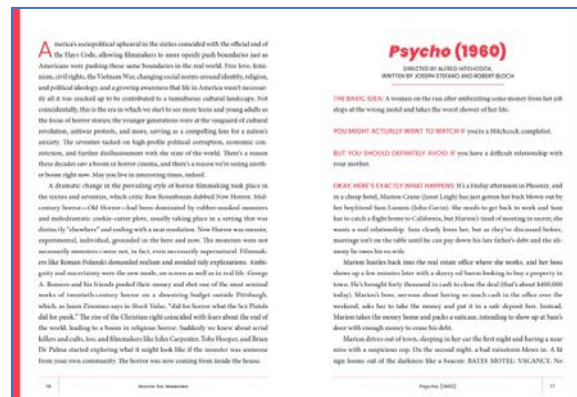 America's sociopolitical upheaval in the sixties coincided with the official end of
the Hays Code, allowing filmmakers to more openly push boundaries just as
Americans were pushing those same boundaries in the real world. Free love, femi-
nism, civil rights, the Vietnam War, changing social norms around identity, religion,
and political ideology, and a growing awareness that life in America wasn't necessar-
ily all it was cracked up to be contributed to a tumultuous cultural landscape. Not
coincidentally, this is the era in which we start to see more teens and young adults as
the focus of horror stories; the younger generations were at the vanguard of cultural
revolution, antiwar protests, and more, serving as a compelling lens for a nation's
anxiety. The seventies tacked on high-profile political corruption, economic con-
striction, and further disillusionment with the state of the world. There's a reason
these decades saw a boom in horror cinema, and there's a reason we're seeing anoth-
er boom right now. May you live in interesting times, indeed.
A dramatic change in the prevailing style of horror filmmaking took place in
the sixties and seventies, which critic Ron Rosenbaum dubbed New Horror. Mid-
century horror—Old Horror—had been dominated by rubber-masked monsters
and melodramatic cookie-cutter plots, usually taking place in a setting that was
distinctly "elsewhere" and ending with a neat resolution. New Horror was messier,
experimental, individual, grounded in the here and now. The monsters were not
necessarily monsters—were not, in fact, even necessarily supernatural. Filmmak-
ers like Roman Polanski demanded realism and avoided tidy explanations. Ambi-
guity and uncertainty were the new mode, on screen as well as in real life. George
A. Romero and his friends pooled their money and shot one of the most seminal
works of twentieth-century horror on a shoestring budget outside Pittsburgh,
which, as Jason Zinoman says in Shock Value, "did for horror what the Sex Pistols
did for punk." The rise of the Christian right coincided with fears about the end of
the world, leading to a boom in religious horror. Suddenly we knew about serial
killers and cults, too, and filmmakers like John Carpenter, Tobe Hooper, and Brian
De Palma started exploring what it might look like if the monster was someone
from your own community. The horror was now coming from inside the house.
16
Horror for Weenies
Psycho (1960)
DIRECTED BY ALFRED HITCHCOCK
WRITTEN BY JOSEPH STEFANO AND ROBERT BLOCH
THE BASIC IDEA: A woman on the run after embezzling some money from her job
stops at the wrong motel and takes the worst shower of her life.
YOU MIGHT ACTUALLY WANT TO WATCH IF you're a Hitchcock completist.
BUT YOU SHOULD DEFINITELY AVOID IF you have a difficult relationship with
your mother.
OKAY, HERE'S EXACTLY WHAT HAPPENS: It's a Friday afternoon in Phoenix, and
in a cheap hotel, Marion Crane (Janet Leigh) has just gotten her back blown out by
her boyfriend Sam Loomis (John Gavin). She needs to get back to work and Sam
has to catch a flight home to California, but Marion's tired of meeting in secret; she
wants a real relationship. Sam clearly loves her, but as they've discussed before,
marriage isn't on the table until he can pay down his late father's debt and the ali-
mony he owes his ex-wife.
Marion hustles back into the real estate office where she works, and her boss
shows up a few minutes later with a skeevy oil baron looking to buy a property in
town. He's brought forty thousand in cash to close the deal (that's about $400,000
today). Marion's boss, nervous about having so much cash in the office over the
weekend, asks her to take the money and put it in a safe deposit box. Instead,
Marion takes the money home and packs a suitcase, intending to show up at Sam's
door with enough money to erase his debt.
Marion drives out of town, sleeping in her car the first night and having a near
miss with a suspicious cop. On the second night, a bad rainstorm blows in. A lit
sign looms out of the darkness like a beacon: BATES MOTEL: VACANCY. No
Psycho (1960)
17